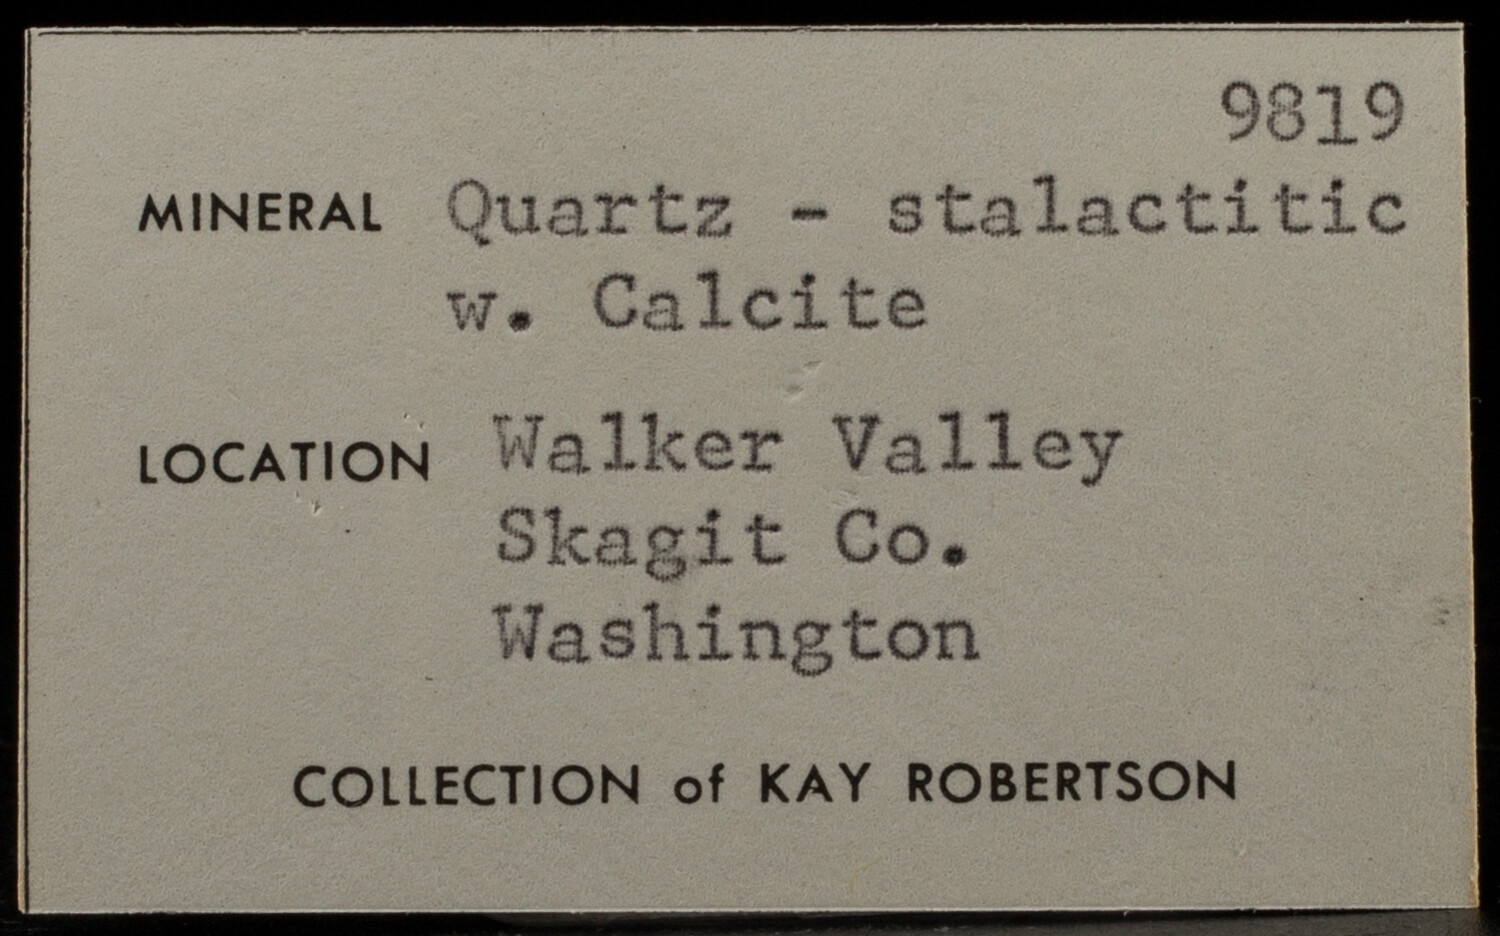 9819
MINERAL Quartz - stalactitic
w. Calcite
LOCATION Walker Valley
Skagit Co.
Washington
COLLECTION of KAY ROBERTSON